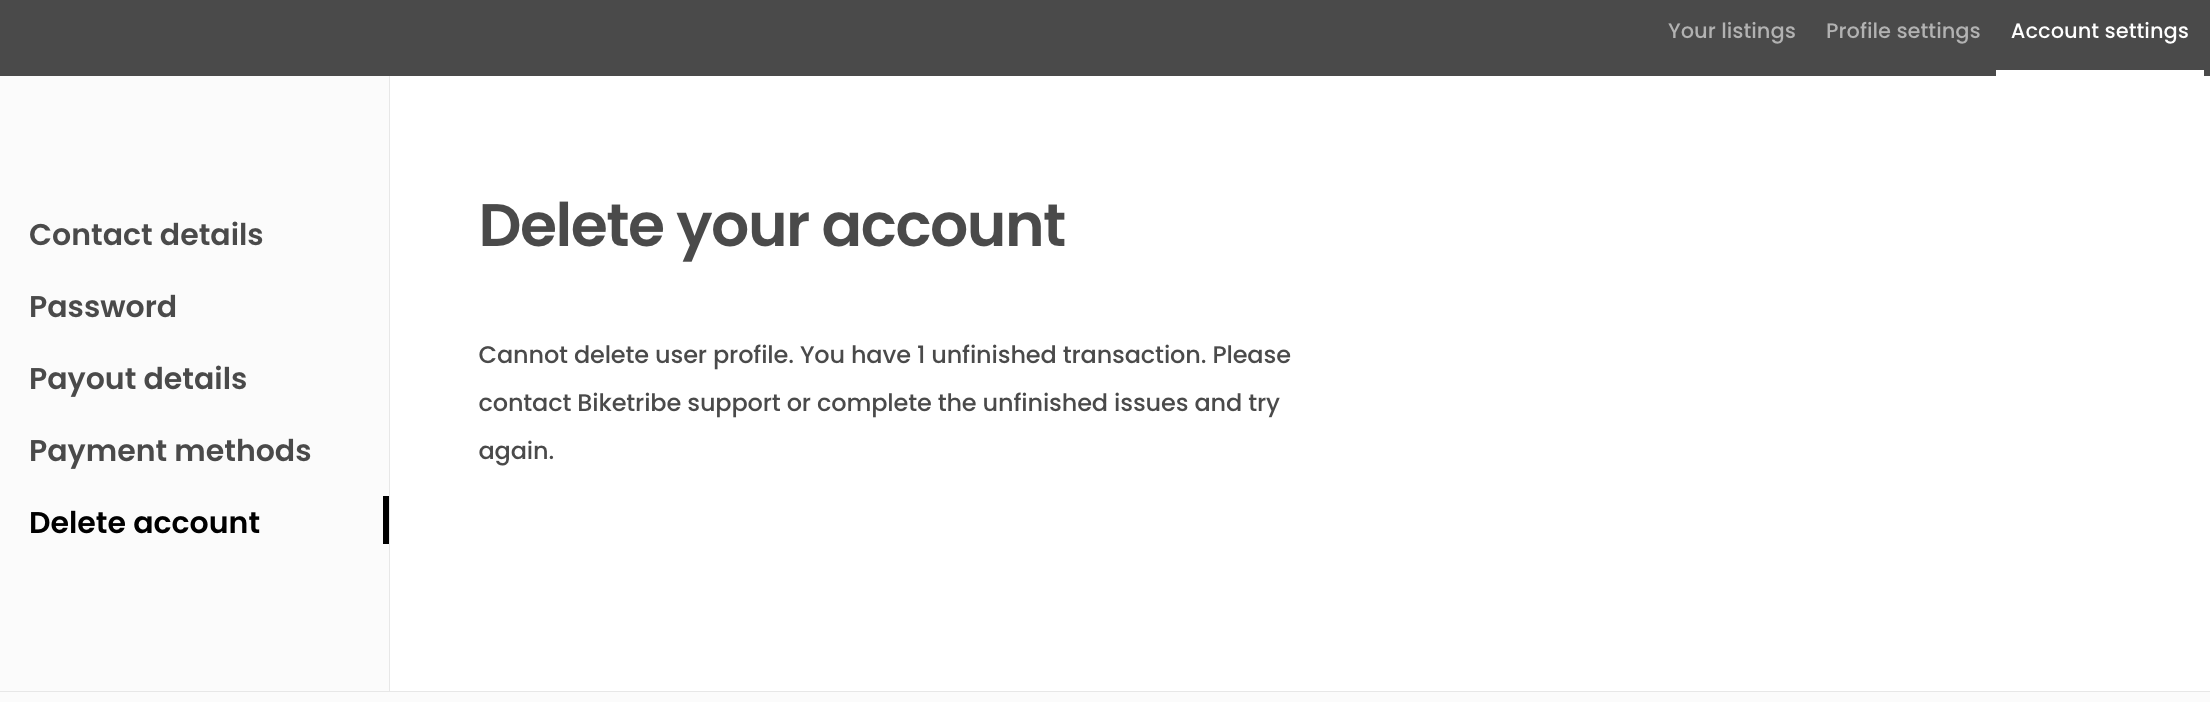 Your listings Profile settings Account settings
Contact details
Password
Payout details
Payment methods
Delete account
Delete your account
Cannot delete user profile. You have 1 unfinished transaction. Please
contact Biketribe support or complete the unfinished issues and try
again.